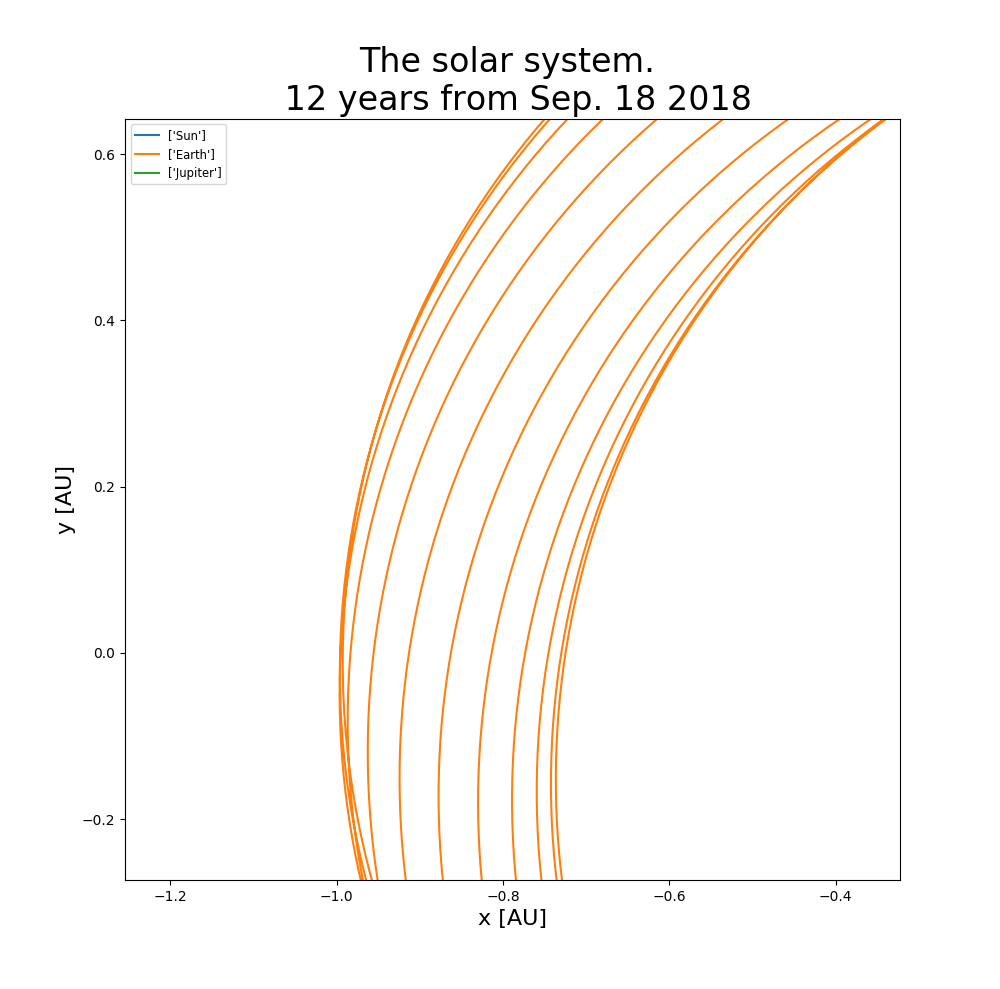 The solar system.
12 years from Sep. 18 2018
['Sun']
['Earth']
['Jupiter']
0.6
0.4
0.2
0.0
−0.2
y [AU]
−1.2 −1.0 −0.8 −0.6 −0.4
x [AU]